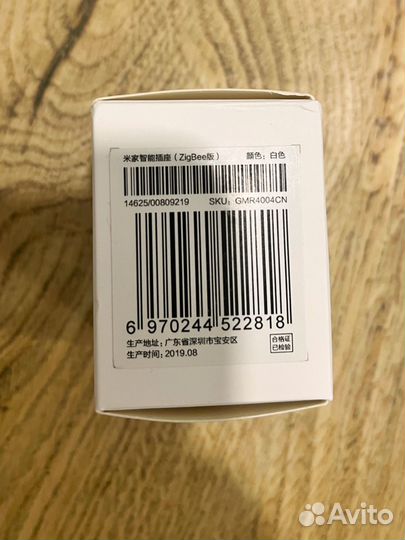 米家智能插座（ZigBee版） 颜色：白色
14625/00809219 SKU：GMR4004CN
6 970244 522818
生产地址：广东省深圳市宝安区
生产时间：2019.08
合格证
已检验
Avito